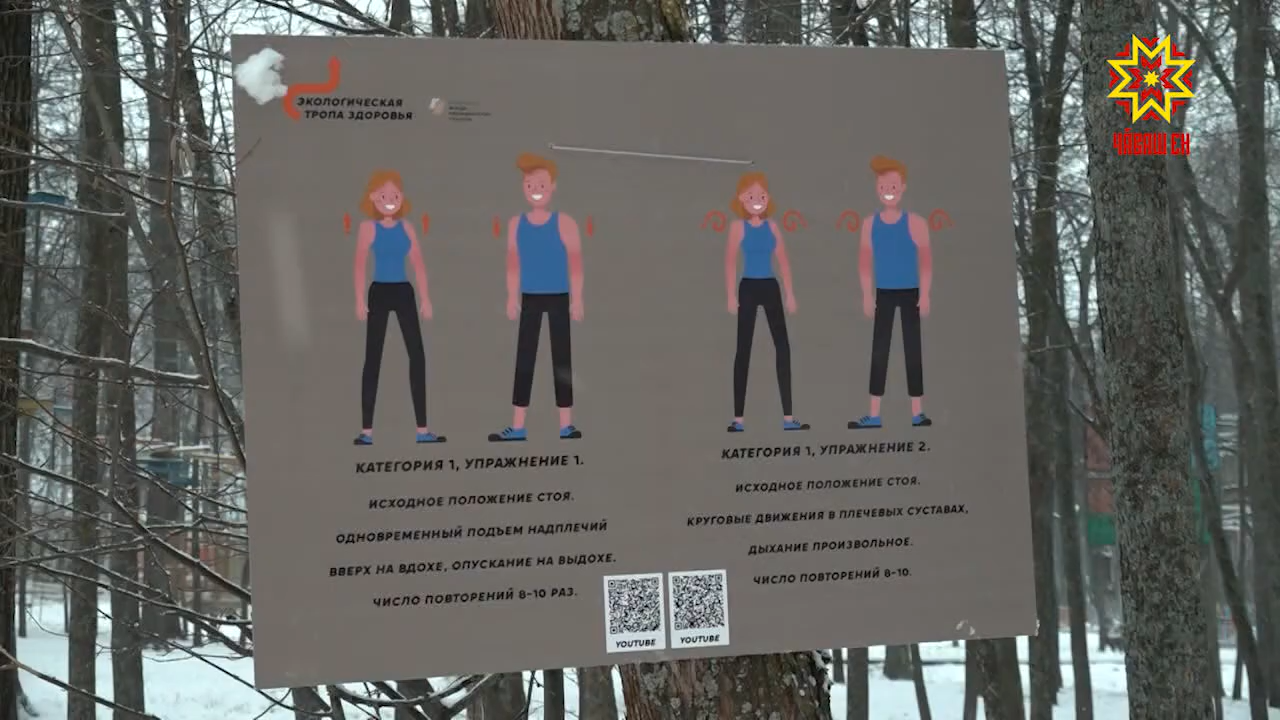 ЭКОЛОГИЧЕСКАЯ
ТРОПА ЗДОРОВЬЯ
ЧӐВАШ ЕН
КАТЕГОРИЯ 1, УПРАЖНЕНИЕ 1.
ИСХОДНОЕ ПОЛОЖЕНИЕ СТОЯ.
ОДНОВРЕМЕННЫЙ ПОДЪЕМ НАДПЛЕЧИЙ
ВВЕРХ НА ВДОХЕ, ОПУСКАНИЕ НА ВЫДОХЕ.
ЧИСЛО ПОВТОРЕНИЙ 8-10 РАЗ.
КАТЕГОРИЯ 1, УПРАЖНЕНИЕ 2.
ИСХОДНОЕ ПОЛОЖЕНИЕ СТОЯ.
КРУГОВЫЕ ДВИЖЕНИЯ В ПЛЕЧЕВЫХ СУСТАВАХ,
ДЫХАНИЕ ПРОИЗВОЛЬНОЕ.
ЧИСЛО ПОВТОРЕНИЙ 8-10.
YOUTUBE
YOUTUBE